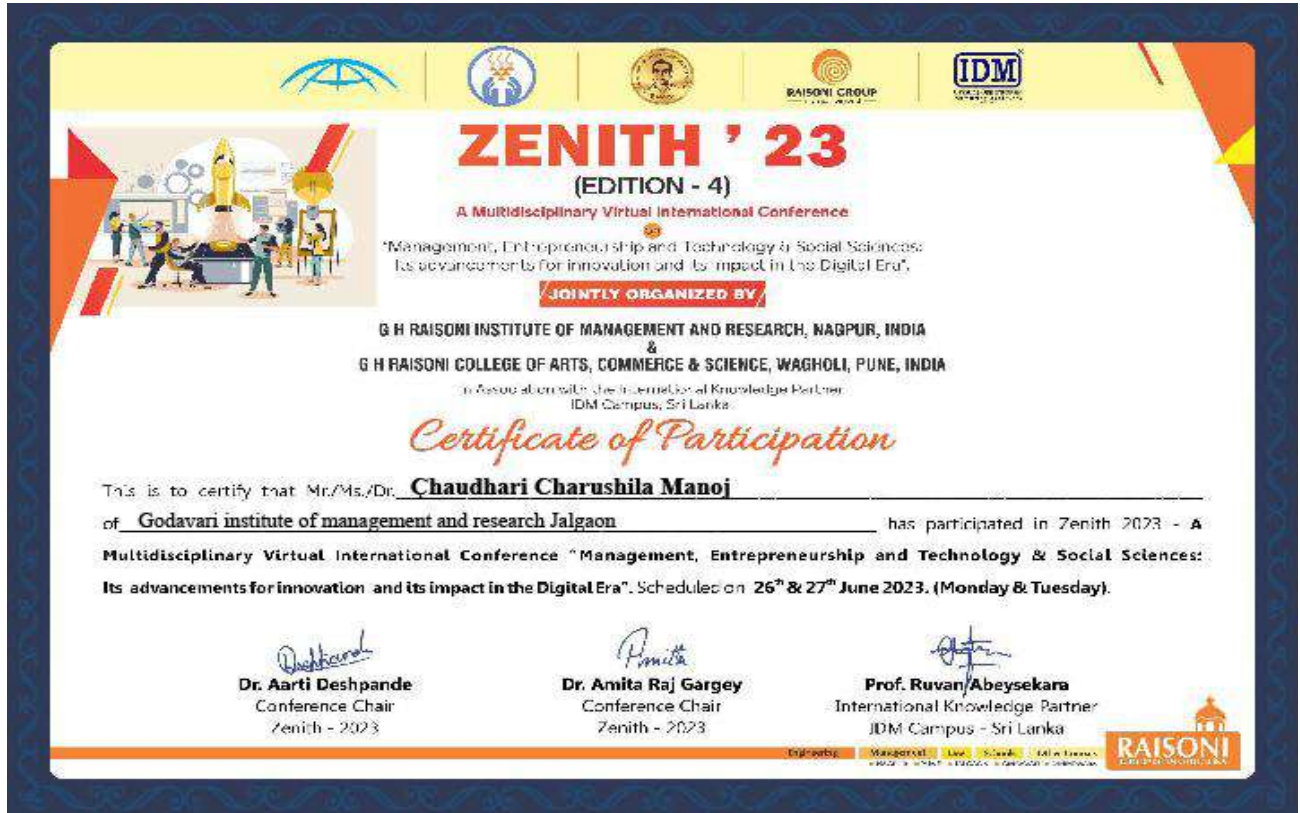 RAISONI GROUP
IDM
ZENITH ' 23
(EDITION - 4)
A Multidisciplinary Virtual International Conference
on
"Management, Entrepreneurship and Technology & Social Sciences:
Its advancements for innovation and its impact in the Digital Era".
JOINTLY ORGANIZED BY
G H RAISONI INSTITUTE OF MANAGEMENT AND RESEARCH, NAGPUR, INDIA
&
G H RAISONI COLLEGE OF ARTS, COMMERCE & SCIENCE, WAGHOLI, PUNE, INDIA
in Association with the International Knowledge Partner
IDM Campus, Sri Lanka
Certificate of Participation
This is to certify that Mr./Ms./Dr. Chaudhari Charushila Manoj
of Godavari institute of management and research Jalgaon has participated in Zenith 2023 - A
Multidisciplinary Virtual International Conference "Management, Entrepreneurship and Technology & Social Sciences:
Its advancements for innovation and its impact in the Digital Era". Scheduled on 26th & 27th June 2023. (Monday & Tuesday).
Dr. Aarti Deshpande
Conference Chair
Zenith - 2023
Dr. Amita Raj Gargey
Conference Chair
Zenith - 2023
Prof. Ruvan Abeysekara
International Knowledge Partner
IDM Campus - Sri Lanka
Engineering Management Law Schools
RAISONI